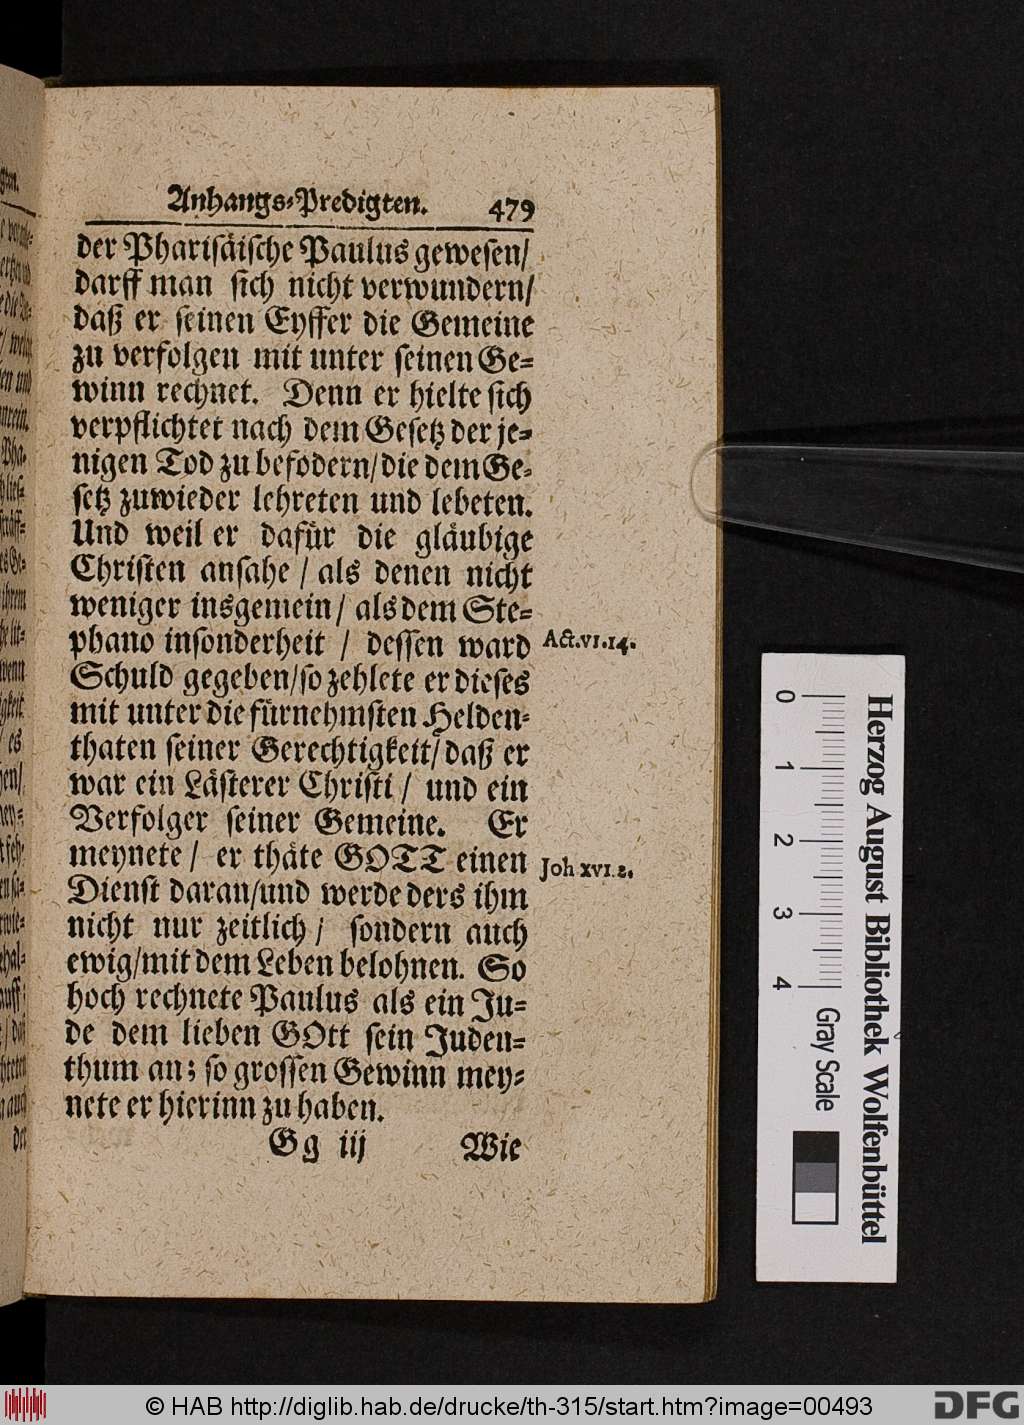 Anhangs-Predigten. 479
der Pharisäische Paulus gewesen/
darff man sich nicht verwundern/
daß er seinen Eyffer die Gemeine
zu verfolgen mit unter seinen Ge-
winn rechnet. Denn er hielte sich
verpflichtet nach dem Gesetz der je-
nigen Tod zu befodern/die dem Ge-
setz zuwieder lehreten und lebeten.
Und weil er dafür die gläubige
Christen ansahe / als denen nicht
weniger insgemein/ als dem Ste-
phano insonderheit / dessen ward
Act.VI.14.
Schuld gegeben/so zehlete er dieses
mit unter die fürnehmsten Helden-
thaten seiner Gerechtigkeit/ daß er
war ein Lästerer Christi / und ein
Verfolger seiner Gemeine. Er
meynete / er thäte GOTT einen
Joh.XVI.2.
Dienst daran/und werde ders ihm
nicht nur zeitlich / sondern auch
ewig/mit dem Leben belohnen. So
hoch rechnete Paulus als ein Ju-
de dem lieben GOtt sein Juden-
thum an; so grossen Gewinn mey-
nete er hierinn zu haben.
Gg iij Wie
0 1 2 3 4
Gray Scale
Herzog August Bibliothek Wolfenbüttel
© HAB http://diglib.hab.de/drucke/th-315/start.htm?image=00493
DFG